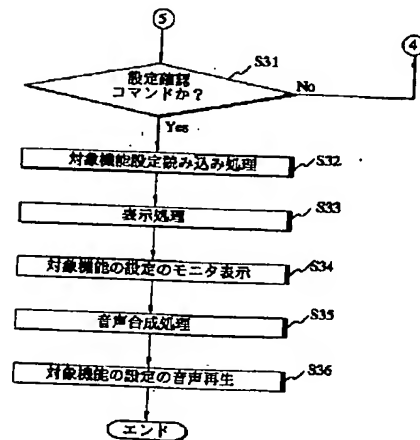 ⑤
④
設定確認
コマンドか?
S31
No
Yes
対象機能設定読み込み処理
S32
表示処理
S33
対象機能の設定のモニタ表示
S34
音声合成処理
S35
対象機能の設定の音声再生
S36
エンド